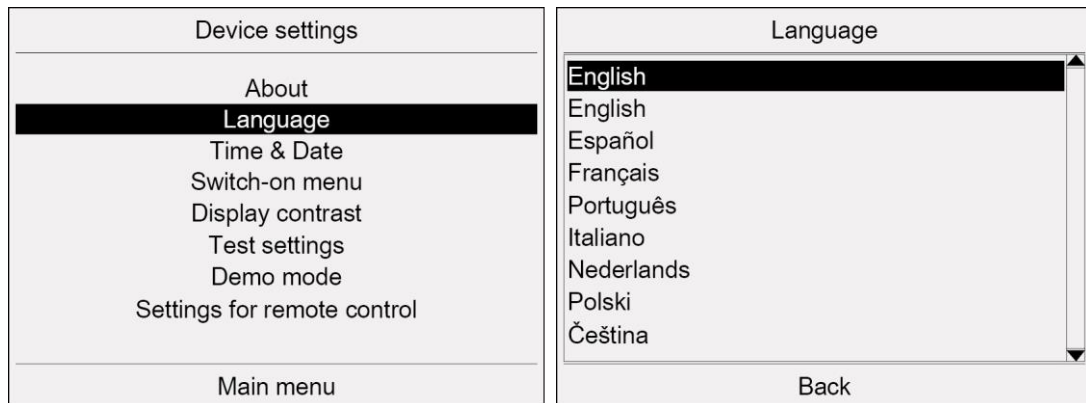 Device settings
About
Language
Time & Date
Switch-on menu
Display contrast
Test settings
Demo mode
Settings for remote control
Main menu
Language
English
English
Español
Français
Português
Italiano
Nederlands
Polski
Čeština
Back